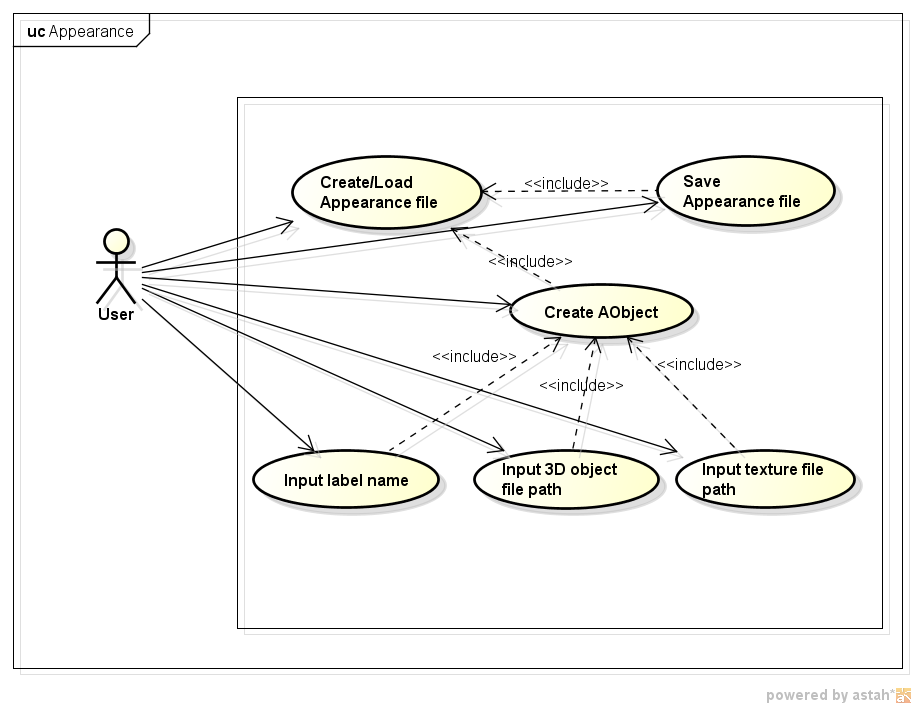 uc Appearance
Create/Load
Appearance file
<<include>>
Save
Appearance file
<<include>>
User
Create AObject
<<include>>
<<include>>
<<include>>
Input label name
Input 3D object
file path
Input texture file
path
powered by astah*